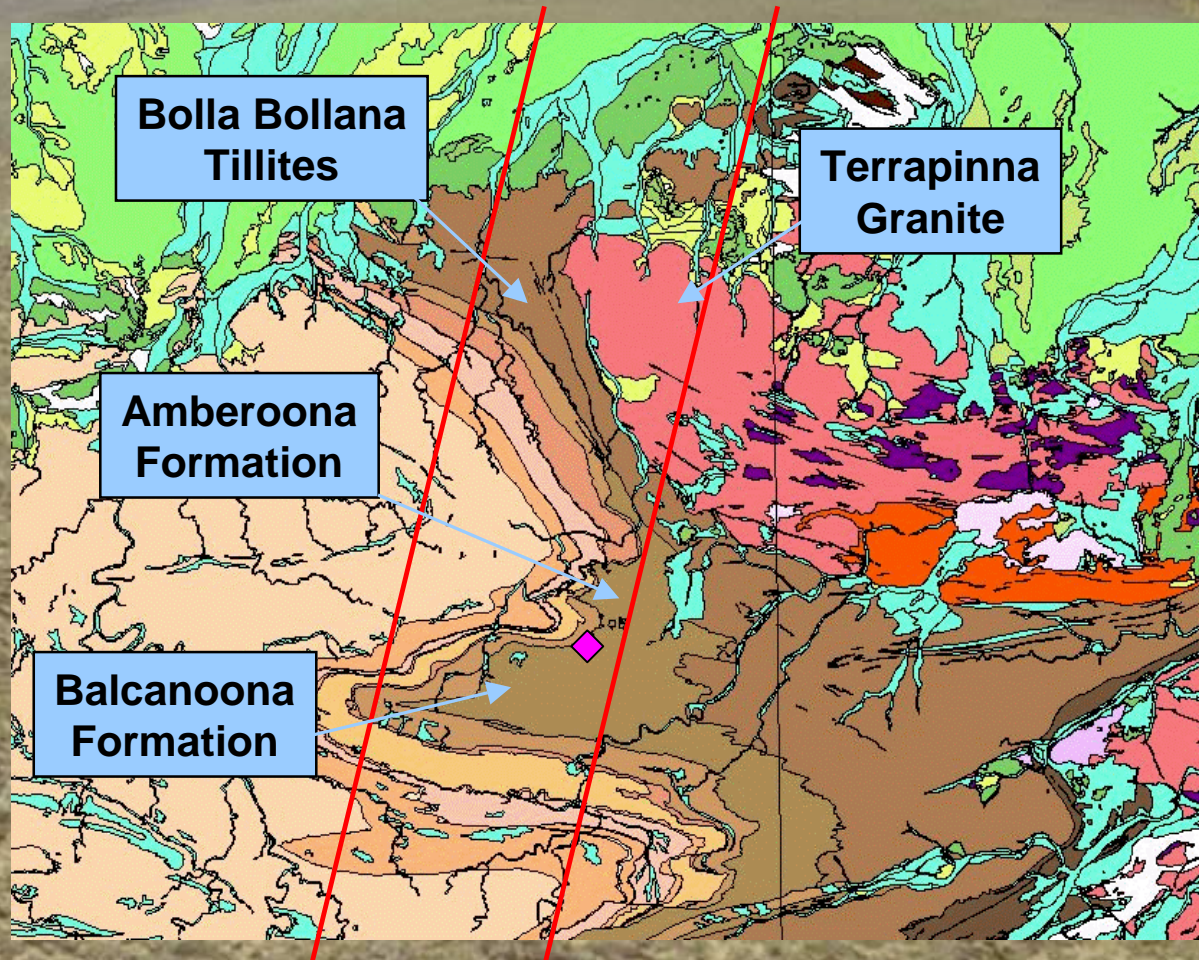 Bolla Bollana
Tillites
Terrapinna
Granite
Amberoona
Formation
Balcanoona
Formation